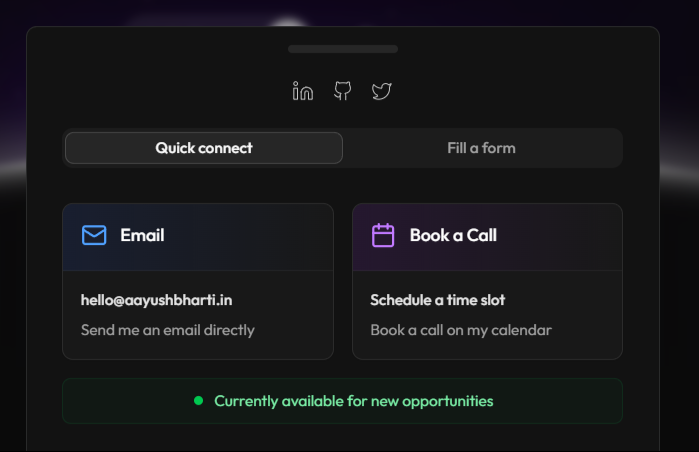 Quick connect
Fill a form
Email
Book a Call
hello@aayushbharti.in
Schedule a time slot
Send me an email directly
Book a call on my calendar
Currently available for new opportunities